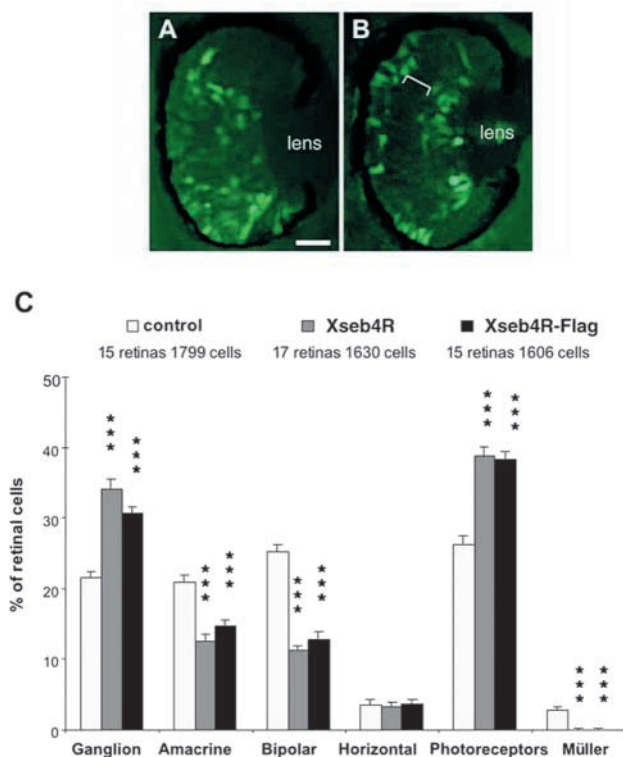 A B
lens lens
C
control Xseb4R Xseb4R-Flag
15 retinas 1799 cells 17 retinas 1630 cells 15 retinas 1606 cells
% of retinal cells
50
40
30
20
10
0
*** *** *** *** *** *** *** *** *** ***
Ganglion Amacrine Bipolar Horizontal Photoreceptors Müller